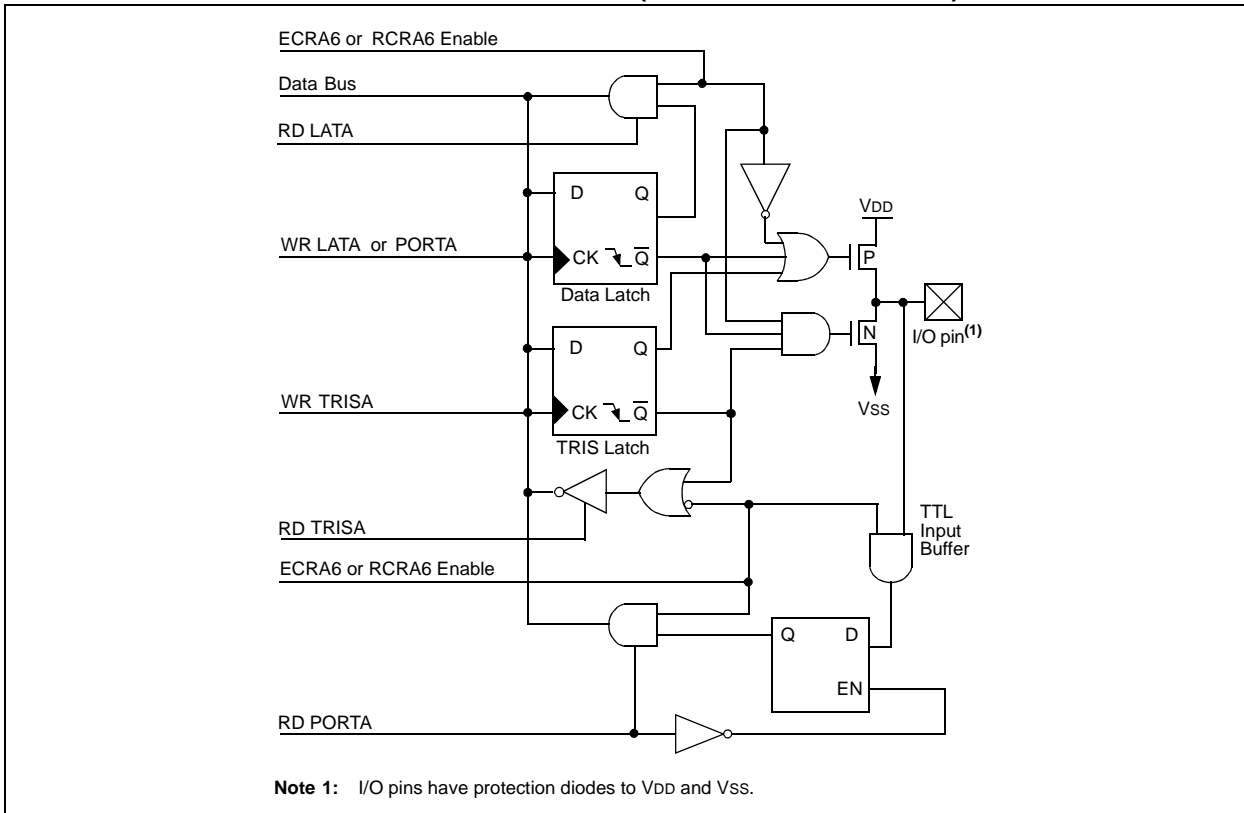 ECRA6 or RCRA6 Enable
Data Bus
RD LATA
D Q
VDD
WR LATA or PORTA
CK Q
P
Data Latch
I/O pin(1)
N
D Q
WR TRISA
CK Q
VSS
TRIS Latch
TTL
Input
Buffer
RD TRISA
ECRA6 or RCRA6 Enable
Q D
EN
RD PORTA
Note 1: I/O pins have protection diodes to VDD and VSS.